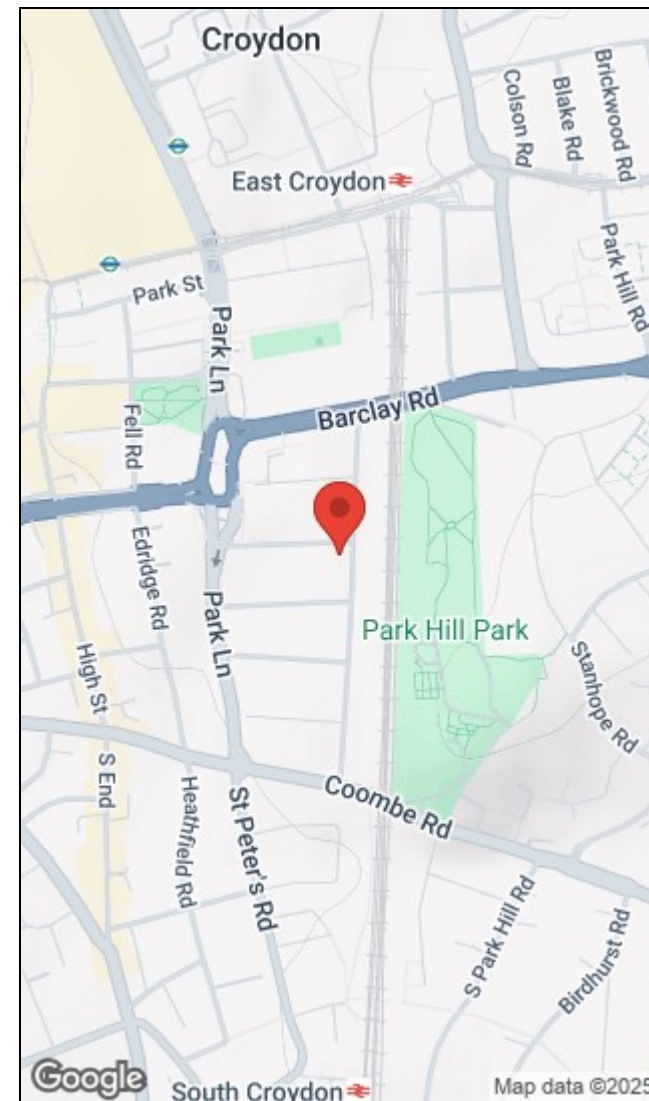 Croydon
Colson Rd
Blake Rd
Brickwood Rd
East Croydon
Park Hill Rd
Park St
Park Ln
Barclay Rd
Fell Rd
Edridge Rd
Park Ln
Park Hill Park
High St
Stanhope Rd
S End
Heathfield Rd
St Peter's Rd
Coombe Rd
S Park Hill Rd
Birdhurst Rd
Google
South Croydon
Map data ©2025